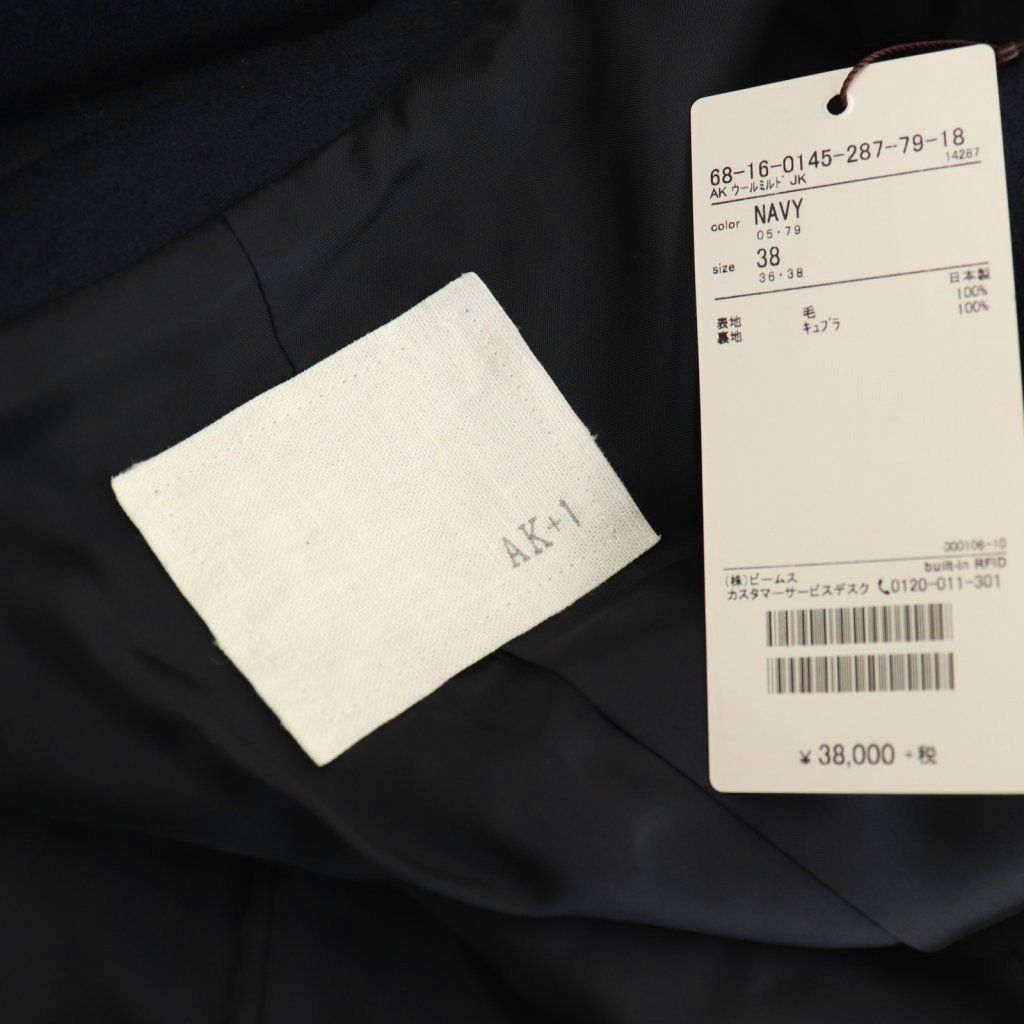 AK+1
68-16-0145-287-79-18
14287
AK ウールミルド JK
color NAVY
05・79
size 38
36・38
日本製
表地 毛 100%
裏地 キュプラ 100%
000106-10
built-in RFID
(株)ビームス
カスタマーサービスデスク 0120-011-301
¥ 38,000 +税